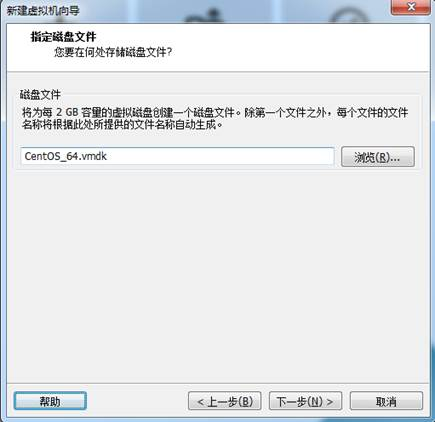 新建虚拟机向导
指定磁盘文件
您要在何处存储磁盘文件?
磁盘文件
将为每 2 GB 容量的虚拟磁盘创建一个磁盘文件。除第一个文件之外，每个文件的文件
名称将根据此处所提供的文件名称自动生成。
CentOS_64.vmdk
浏览(R)...
帮助
< 上一步(B)
下一步(N) >
取消